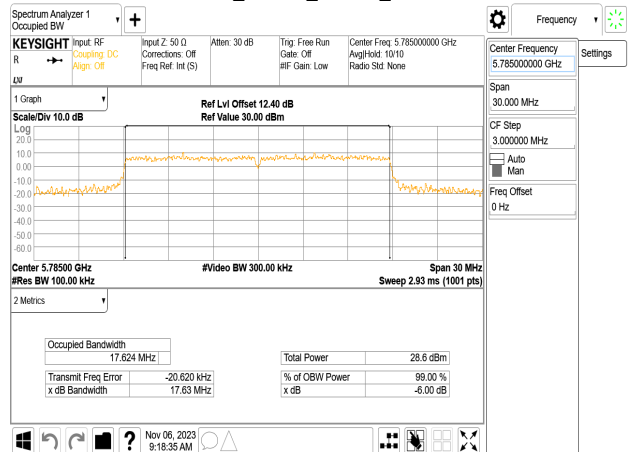 Spectrum Analyzer 1
Occupied BW
Frequency
KEYSIGHT
R
LXI
Input: RF
Coupling: DC
Align: Off
Input Z: 50 Ω
Corrections: Off
Freq Ref: Int (S)
Atten: 30 dB
Trig: Free Run
Gate: Off
#IF Gain: Low
Center Freq: 5.785000000 GHz
Avg|Hold: 10/10
Radio Std: None
Center Frequency
5.785000000 GHz
Settings
Span
30.000 MHz
CF Step
3.000000 MHz
Auto
Man
Freq Offset
0 Hz
1 Graph
Scale/Div 10.0 dB
Ref Lvl Offset 12.40 dB
Ref Value 30.00 dBm
Log
20.0
10.0
0.00
-10.0
-20.0
-30.0
-40.0
-50.0
-60.0
Center 5.78500 GHz
#Res BW 100.00 kHz
#Video BW 300.00 kHz
Span 30 MHz
Sweep 2.93 ms (1001 pts)
2 Metrics
Occupied Bandwidth
17.624 MHz
Total Power 28.6 dBm
Transmit Freq Error -20.620 kHz
% of OBW Power 99.00 %
x dB Bandwidth 17.63 MHz
x dB -6.00 dB
?
Nov 06, 2023
9:18:35 AM